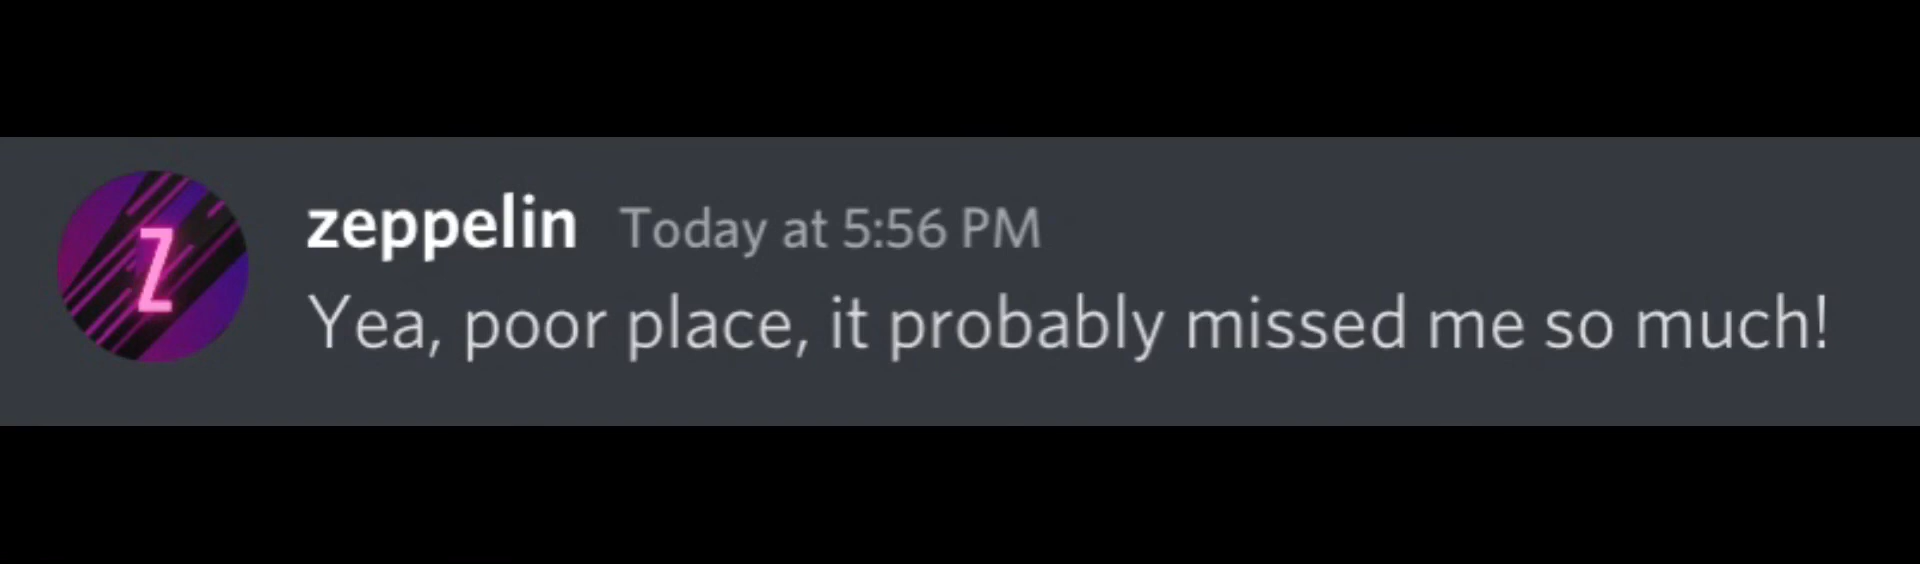 Z
zeppelin Today at 5:56 PM
Yea, poor place, it probably missed me so much!